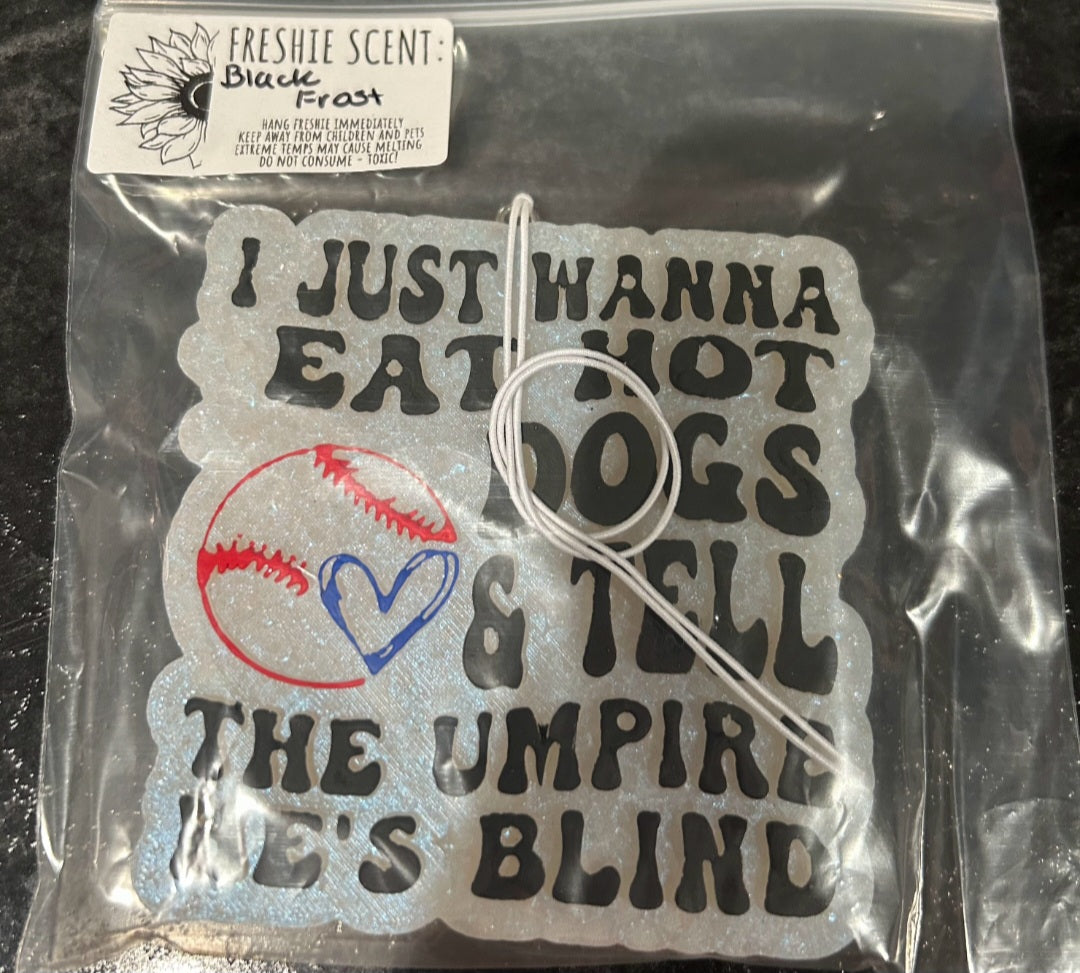 FRESHIE SCENT:
Black
Frost
HANG FRESHIE IMMEDIATELY
KEEP AWAY FROM CHILDREN AND PETS
EXTREME TEMPS MAY CAUSE MELTING
DO NOT CONSUME - TOXIC!
I JUST WANNA
EAT HOT
DOGS
& TELL
THE UMPIRE
HE'S BLIND